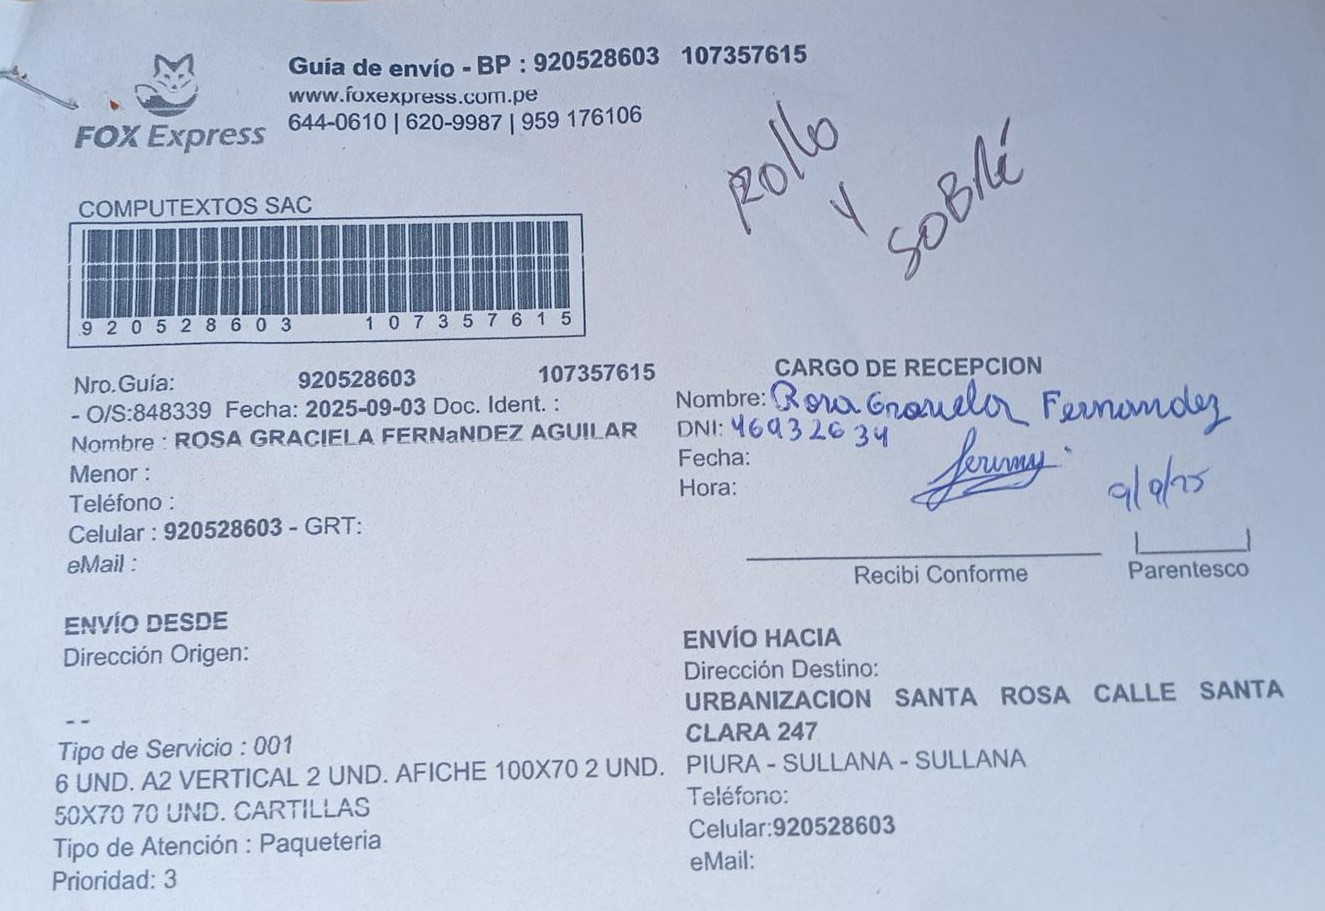 Guía de envío - BP : 920528603 107357615
www.foxexpress.com.pe
644-0610 | 620-9987 | 959 176106
FOX Express
Rollo
Y
SOBRE
COMPUTEXTOS SAC
920528603 107357615
Nro.Guía: 920528603 107357615
- O/S:848339 Fecha: 2025-09-03 Doc. Ident. :
Nombre : ROSA GRACIELA FERNaNDEZ AGUILAR
Menor :
Teléfono :
Celular : 920528603 - GRT:
eMail :
CARGO DE RECEPCION
Nombre: Rosa Graciela Fernandez
DNI: 46932634
Fecha:
Hora:
9/9/25
Recibi Conforme
Parentesco
ENVÍO DESDE
Dirección Origen:
--
Tipo de Servicio : 001
6 UND. A2 VERTICAL 2 UND. AFICHE 100X70 2 UND.
50X70 70 UND. CARTILLAS
Tipo de Atención : Paqueteria
Prioridad: 3
ENVÍO HACIA
Dirección Destino:
URBANIZACION SANTA ROSA CALLE SANTA
CLARA 247
PIURA - SULLANA - SULLANA
Teléfono:
Celular:920528603
eMail: